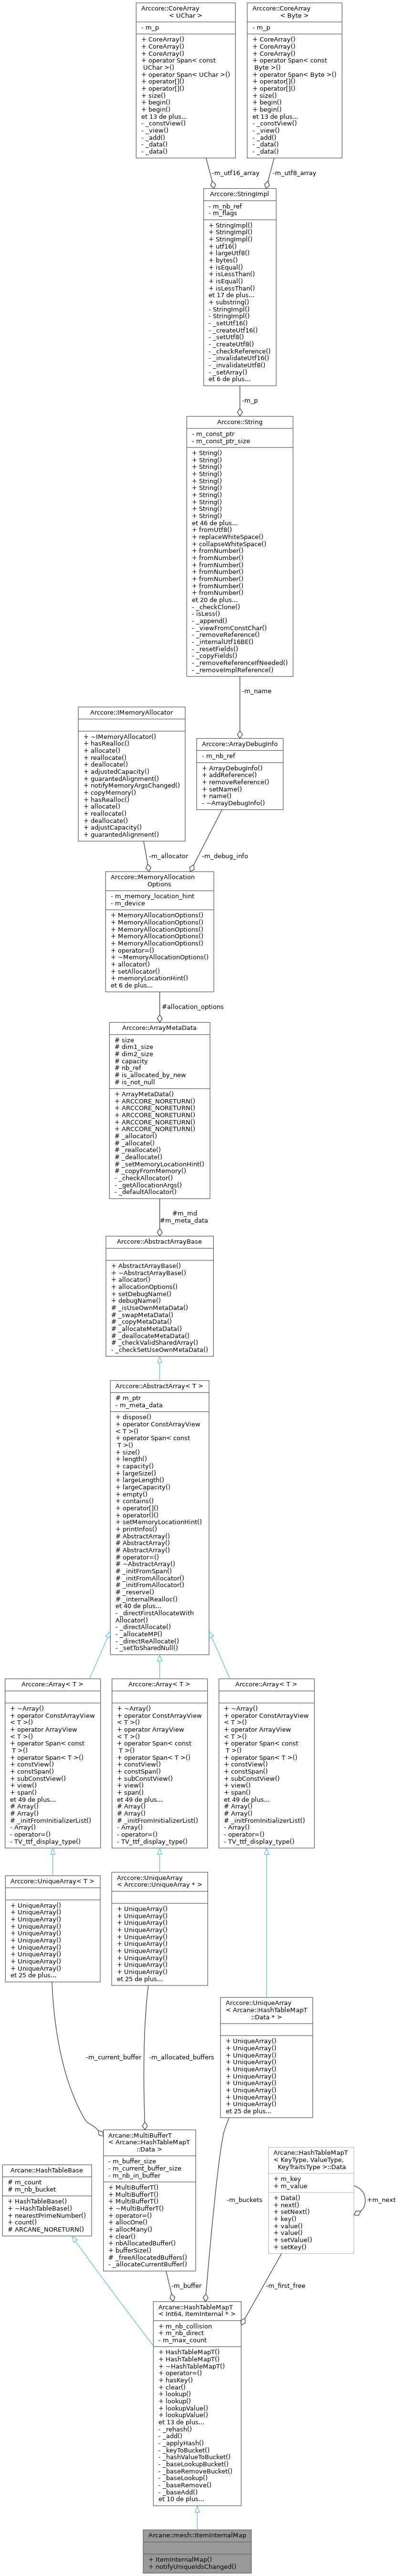 Arccore::CoreArray
< UChar >
- m_p
+ CoreArray()
+ CoreArray()
+ CoreArray()
+ operator Span< const
UChar >()
+ operator Span< UChar >()
+ operator[]()
+ operator[]()
+ size()
+ begin()
+ begin()
et 13 de plus...
- _constView()
- _view()
- _add()
- _data()
- _data()
Arccore::CoreArray
< Byte >
- m_p
+ CoreArray()
+ CoreArray()
+ CoreArray()
+ operator Span< const
Byte >()
+ operator Span< Byte >()
+ operator[]()
+ operator[]()
+ size()
+ begin()
+ begin()
et 13 de plus...
- _constView()
- _view()
- _add()
- _data()
- _data()
-m_utf16_array
-m_utf8_array
Arccore::StringImpl
- m_nb_ref
- m_flags
+ StringImpl()
+ StringImpl()
+ StringImpl()
+ utf16()
+ largeUtf8()
+ bytes()
+ isEqual()
+ isLessThan()
+ isEqual()
+ isLessThan()
et 17 de plus...
+ substring()
- StringImpl()
- StringImpl()
- _setUtf16()
- _createUtf16()
- _setUtf8()
- _createUtf8()
- _checkReference()
- _invalidateUtf16()
- _invalidateUtf8()
- _setArray()
et 6 de plus...
-m_p
Arccore::String
- m_const_ptr
- m_const_ptr_size
+ String()
+ String()
+ String()
+ String()
+ String()
+ String()
+ String()
+ String()
+ String()
+ String()
et 46 de plus...
+ fromUtf8()
+ replaceWhiteSpace()
+ collapseWhiteSpace()
+ fromNumber()
+ fromNumber()
+ fromNumber()
+ fromNumber()
+ fromNumber()
+ fromNumber()
+ fromNumber()
et 20 de plus...
- _checkClone()
- isLess()
- _append()
- _viewFromConstChar()
- _removeReference()
- _internalUtf16BE()
- _resetFields()
- _copyFields()
- _removeReferenceIfNeeded()
- _removeImplReference()
-m_name
Arccore::IMemoryAllocator
+ ~IMemoryAllocator()
+ hasRealloc()
+ allocate()
+ reallocate()
+ deallocate()
+ adjustedCapacity()
+ guarantedAlignment()
+ notifyMemoryArgsChanged()
+ copyMemory()
+ hasRealloc()
+ allocate()
+ reallocate()
+ deallocate()
+ adjustCapacity()
+ guarantedAlignment()
Arccore::ArrayDebugInfo
- m_nb_ref
+ ArrayDebugInfo()
+ addReference()
+ removeReference()
+ setName()
+ name()
- ~ArrayDebugInfo()
-m_allocator
-m_debug_info
Arccore::MemoryAllocation
Options
- m_memory_location_hint
- m_device
+ MemoryAllocationOptions()
+ MemoryAllocationOptions()
+ MemoryAllocationOptions()
+ MemoryAllocationOptions()
+ MemoryAllocationOptions()
+ operator=()
+ ~MemoryAllocationOptions()
+ allocator()
+ setAllocator()
+ memoryLocationHint()
et 6 de plus...
#allocation_options
Arccore::ArrayMetaData
# size
# dim1_size
# dim2_size
# capacity
# nb_ref
# is_allocated_by_new
# is_not_null
+ ArrayMetaData()
+ ARCCORE_NORETURN()
+ ARCCORE_NORETURN()
+ ARCCORE_NORETURN()
+ ARCCORE_NORETURN()
+ ARCCORE_NORETURN()
# _allocator()
# _allocate()
# _reallocate()
# _deallocate()
# _setMemoryLocationHint()
# _copyFromMemory()
- _checkAllocator()
- _getAllocationArgs()
- _defaultAllocator()
#m_md
#m_meta_data
Arccore::AbstractArrayBase
+ AbstractArrayBase()
+ ~AbstractArrayBase()
+ allocator()
+ allocationOptions()
+ setDebugName()
+ debugName()
# _isUseOwnMetaData()
# _swapMetaData()
# _copyMetaData()
# _allocateMetaData()
# _deallocateMetaData()
# _checkValidSharedArray()
- _checkSetUseOwnMetaData()
Arccore::AbstractArray< T >
# m_ptr
- m_meta_data
+ dispose()
+ operator ConstArrayView
< T >()
+ operator Span< const
T >()
+ size()
+ length()
+ capacity()
+ largeSize()
+ largeLength()
+ largeCapacity()
+ empty()
+ contains()
+ operator[]()
+ operator()()
+ setMemoryLocationHint()
+ printInfos()
# AbstractArray()
# AbstractArray()
# AbstractArray()
# operator=()
# ~AbstractArray()
# _initFromSpan()
# _initFromAllocator()
# _initFromAllocator()
# _reserve()
# _internalRealloc()
et 40 de plus...
- _directFirstAllocateWith
Allocator()
- _directAllocate()
- _allocateMP()
- _directReAllocate()
- _setToSharedNull()
Arccore::Array< T >
+ ~Array()
+ operator ConstArrayView
< T >()
+ operator ArrayView
< T >()
+ operator Span< const
T >()
+ operator Span< T >()
+ constView()
+ constSpan()
+ subConstView()
+ view()
+ span()
et 49 de plus...
# Array()
# Array()
# _initFromInitializerList()
- Array()
- operator=()
- TV_ttf_display_type()
Arccore::Array< T >
+ ~Array()
+ operator ConstArrayView
< T >()
+ operator ArrayView
< T >()
+ operator Span< const
T >()
+ operator Span< T >()
+ constView()
+ constSpan()
+ subConstView()
+ view()
+ span()
et 49 de plus...
# Array()
# Array()
# _initFromInitializerList()
- Array()
- operator=()
- TV_ttf_display_type()
Arccore::Array< T >
+ ~Array()
+ operator ConstArrayView
< T >()
+ operator ArrayView
< T >()
+ operator Span< const
T >()
+ operator Span< T >()
+ constView()
+ constSpan()
+ subConstView()
+ view()
+ span()
et 49 de plus...
# Array()
# Array()
# _initFromInitializerList()
- Array()
- operator=()
- TV_ttf_display_type()
Arccore::UniqueArray< T >
+ UniqueArray()
+ UniqueArray()
+ UniqueArray()
+ UniqueArray()
+ UniqueArray()
+ UniqueArray()
+ UniqueArray()
+ UniqueArray()
+ UniqueArray()
+ UniqueArray()
et 25 de plus...
Arccore::UniqueArray
< Arccore::UniqueArray * >
+ UniqueArray()
+ UniqueArray()
+ UniqueArray()
+ UniqueArray()
+ UniqueArray()
+ UniqueArray()
+ UniqueArray()
+ UniqueArray()
+ UniqueArray()
+ UniqueArray()
et 25 de plus...
Arccore::UniqueArray
< Arcane::HashTableMapT
::Data * >
+ UniqueArray()
+ UniqueArray()
+ UniqueArray()
+ UniqueArray()
+ UniqueArray()
+ UniqueArray()
+ UniqueArray()
+ UniqueArray()
+ UniqueArray()
+ UniqueArray()
et 25 de plus...
-m_current_buffer
-m_allocated_buffers
Arcane::MultiBufferT
< Arcane::HashTableMapT
::Data >
- m_buffer_size
- m_current_buffer_size
- m_nb_in_buffer
+ MultiBufferT()
+ MultiBufferT()
+ MultiBufferT()
+ ~MultiBufferT()
+ operator=()
+ allocOne()
+ allocMany()
+ clear()
+ nbAllocatedBuffer()
+ bufferSize()
# _freeAllocatedBuffers()
- _allocateCurrentBuffer()
Arcane::HashTableBase
# m_count
# m_nb_bucket
+ HashTableBase()
+ ~HashTableBase()
+ nearestPrimeNumber()
+ count()
# ARCANE_NORETURN()
-m_buckets
Arcane::HashTableMapT
< KeyType, ValueType,
KeyTraitsType >::Data
+ m_key
+ m_value
+ Data()
+ next()
+ setNext()
+ key()
+ value()
+ value()
+ setValue()
+ setKey()
+m_next
-m_buffer
-m_first_free
Arcane::HashTableMapT
< Int64, ItemInternal * >
+ m_nb_collision
+ m_nb_direct
- m_max_count
+ HashTableMapT()
+ HashTableMapT()
+ ~HashTableMapT()
+ operator=()
+ hasKey()
+ clear()
+ lookup()
+ lookup()
+ lookupValue()
+ lookupValue()
et 13 de plus...
- _rehash()
- _add()
- _applyHash()
- _keyToBucket()
- _hashValueToBucket()
- _baseLookupBucket()
- _baseRemoveBucket()
- _baseLookup()
- _baseRemove()
- _baseAdd()
et 10 de plus...
Arcane::mesh::ItemInternalMap
+ ItemInternalMap()
+ notifyUniqueIdsChanged()